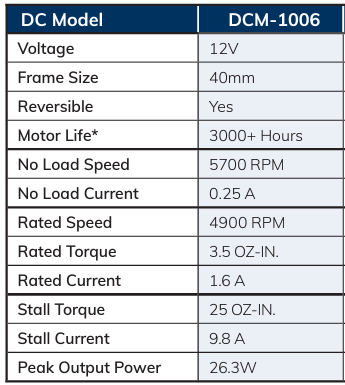 DC Model DCM-1006
Voltage 12V
Frame Size 40mm
Reversible Yes
Motor Life* 3000+ Hours
No Load Speed 5700 RPM
No Load Current 0.25 A
Rated Speed 4900 RPM
Rated Torque 3.5 OZ-IN.
Rated Current 1.6 A
Stall Torque 25 OZ-IN.
Stall Current 9.8 A
Peak Output Power 26.3W